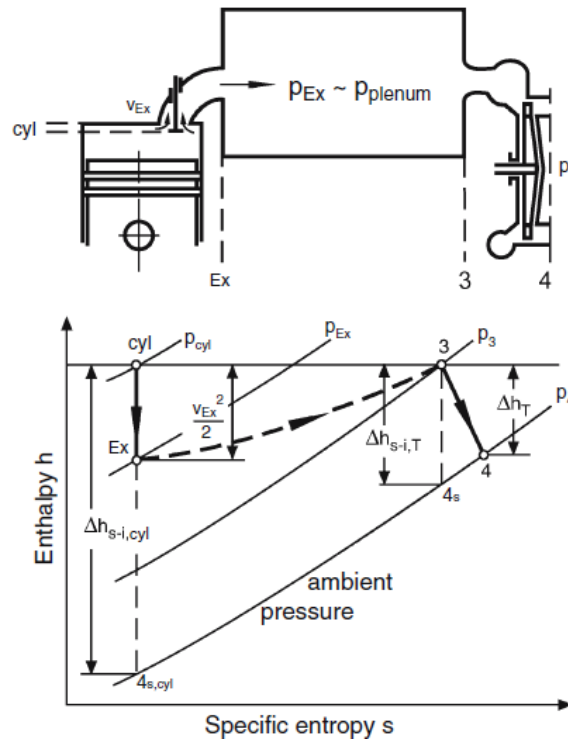 v_Ex
cyl
p_Ex ~ p_plenum
p
Ex
3
4
cyl
p_cyl
p_Ex
3
p_3
v_Ex^2
2
Ex
Δh_s-i,T
Δh_T
p
4
4s
Δh_s-i,cyl
ambient
pressure
4_s,cyl
Enthalpy h
Specific entropy s